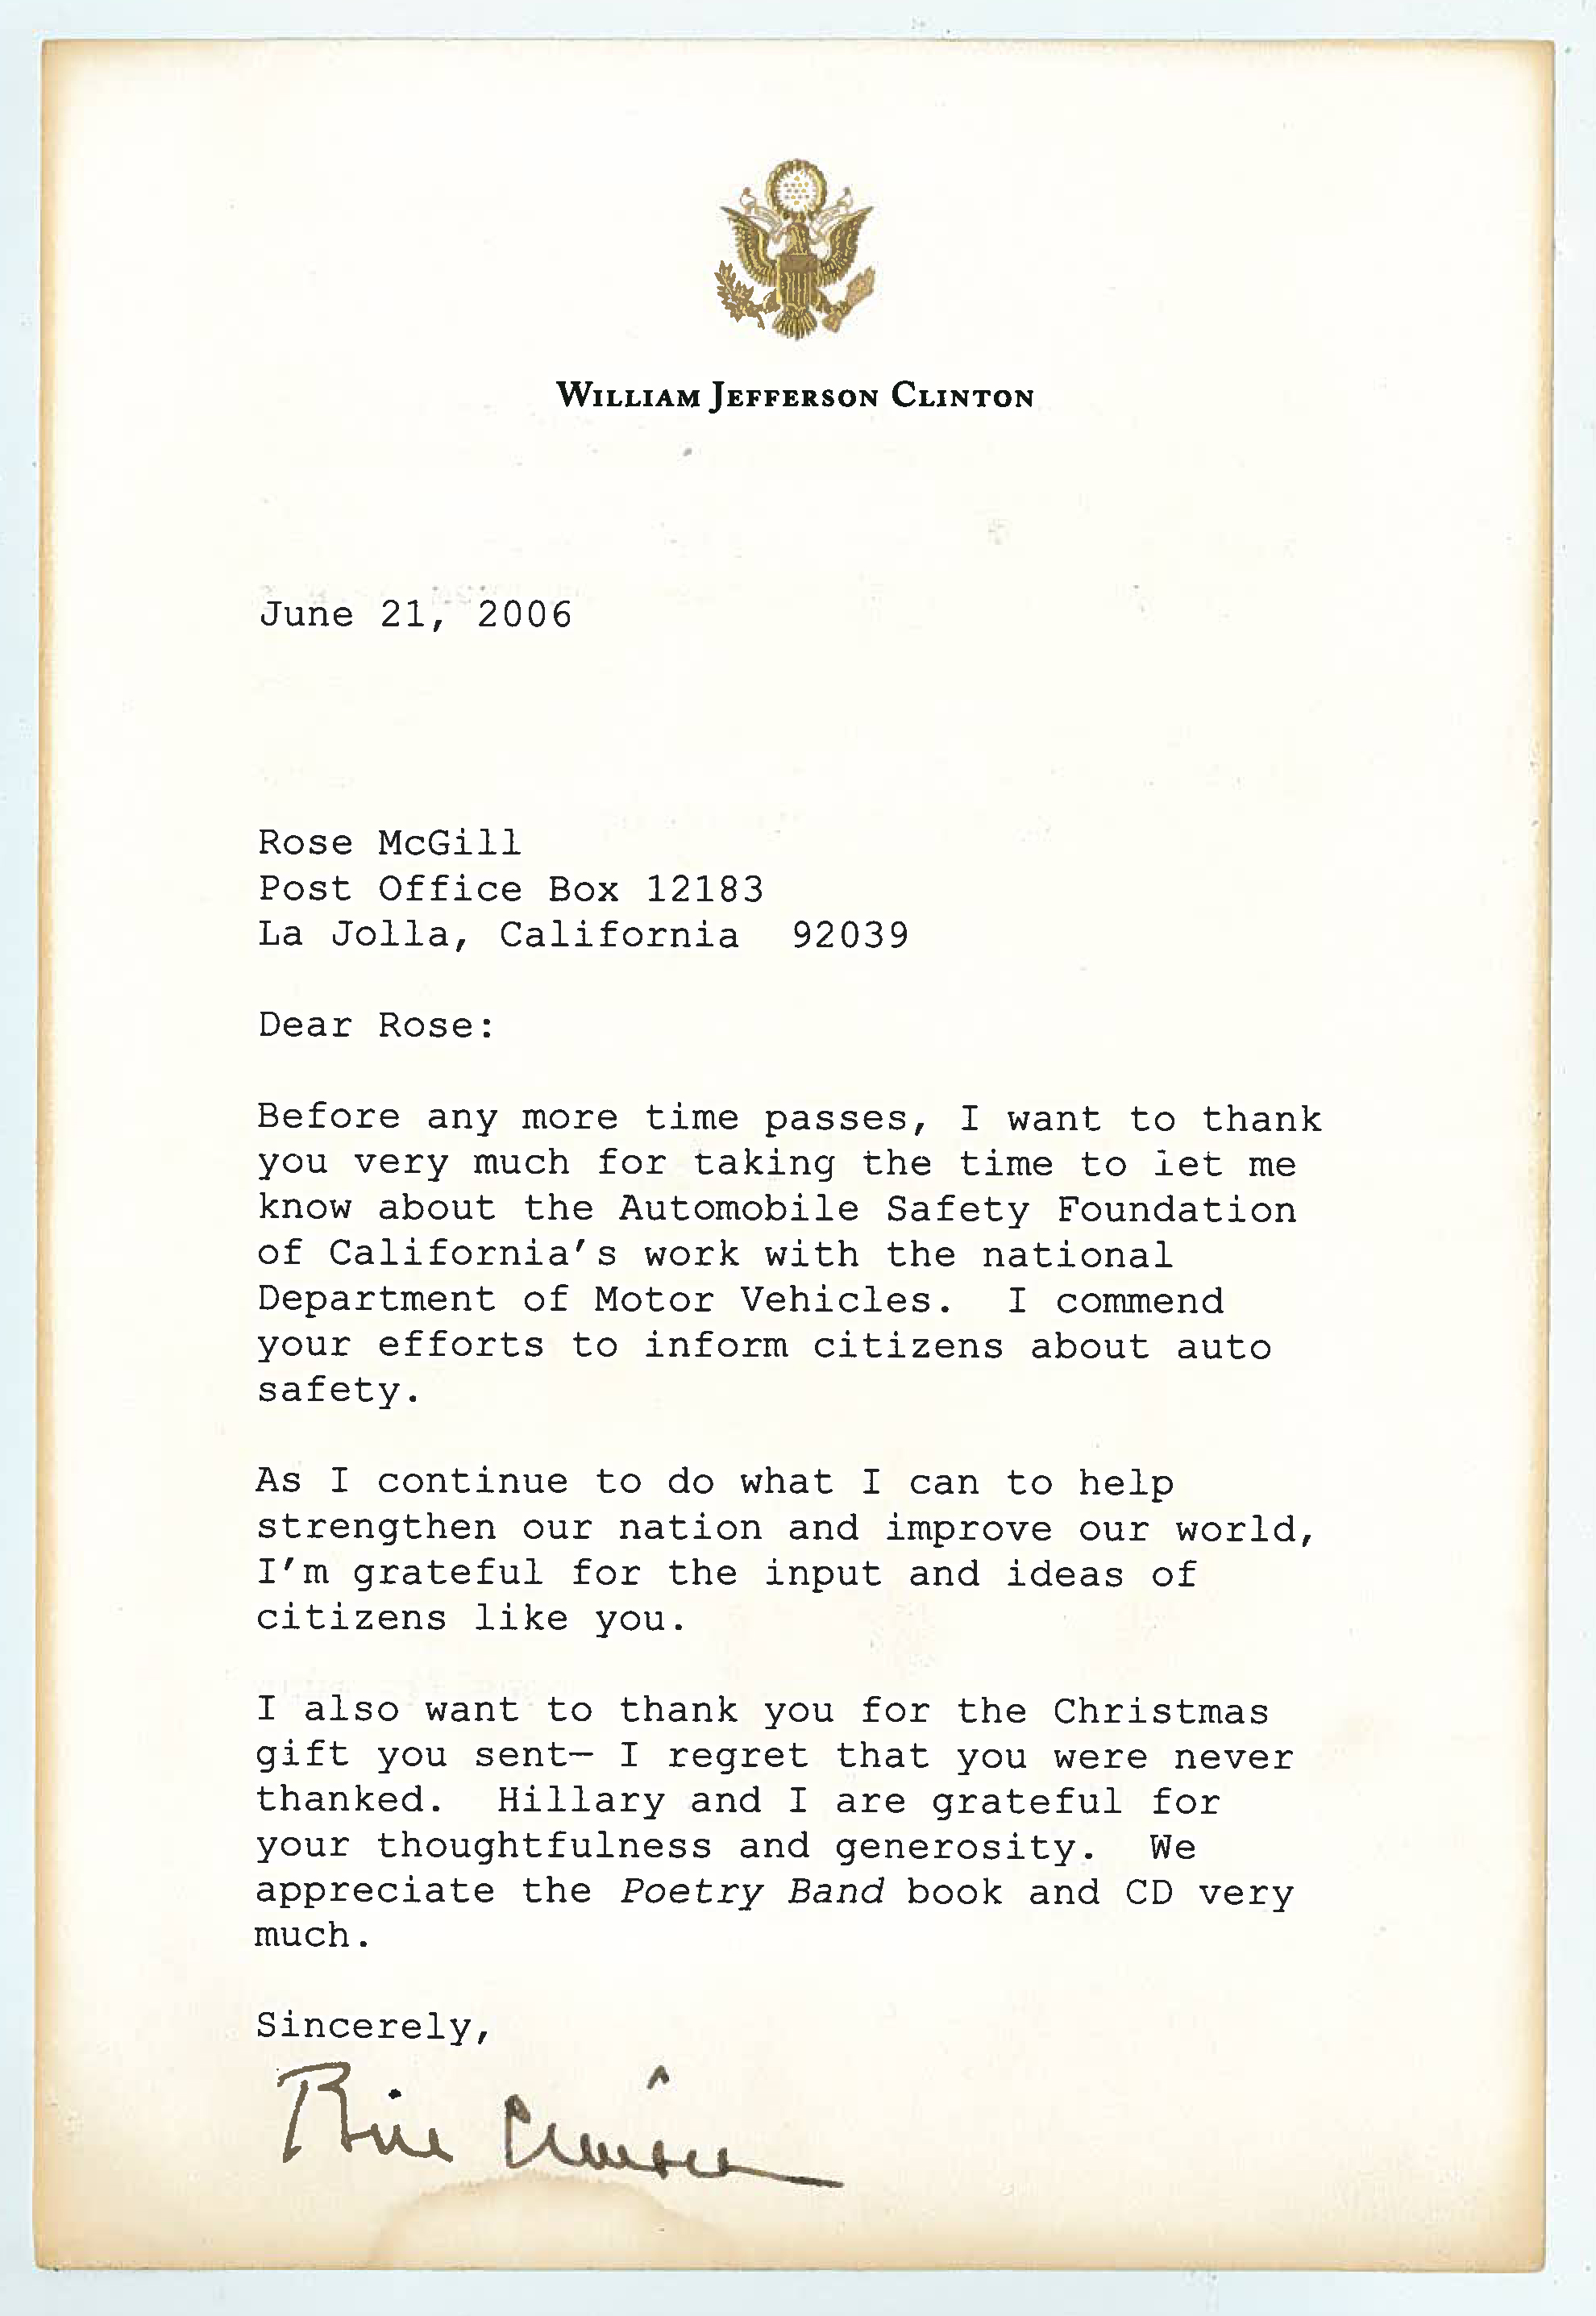 WILLIAM JEFFERSON CLINTON
June 21, 2006
Rose McGill
Post Office Box 12183
La Jolla, California  92039
Dear Rose:
Before any more time passes, I want to thank
you very much for taking the time to let me
know about the Automobile Safety Foundation
of California's work with the national
Department of Motor Vehicles.  I commend
your efforts to inform citizens about auto
safety.
As I continue to do what I can to help
strengthen our nation and improve our world,
I'm grateful for the input and ideas of
citizens like you.
I also want to thank you for the Christmas
gift you sent— I regret that you were never
thanked.  Hillary and I are grateful for
your thoughtfulness and generosity.  We
appreciate the Poetry Band book and CD very
much.
Sincerely,
Bill Clinton